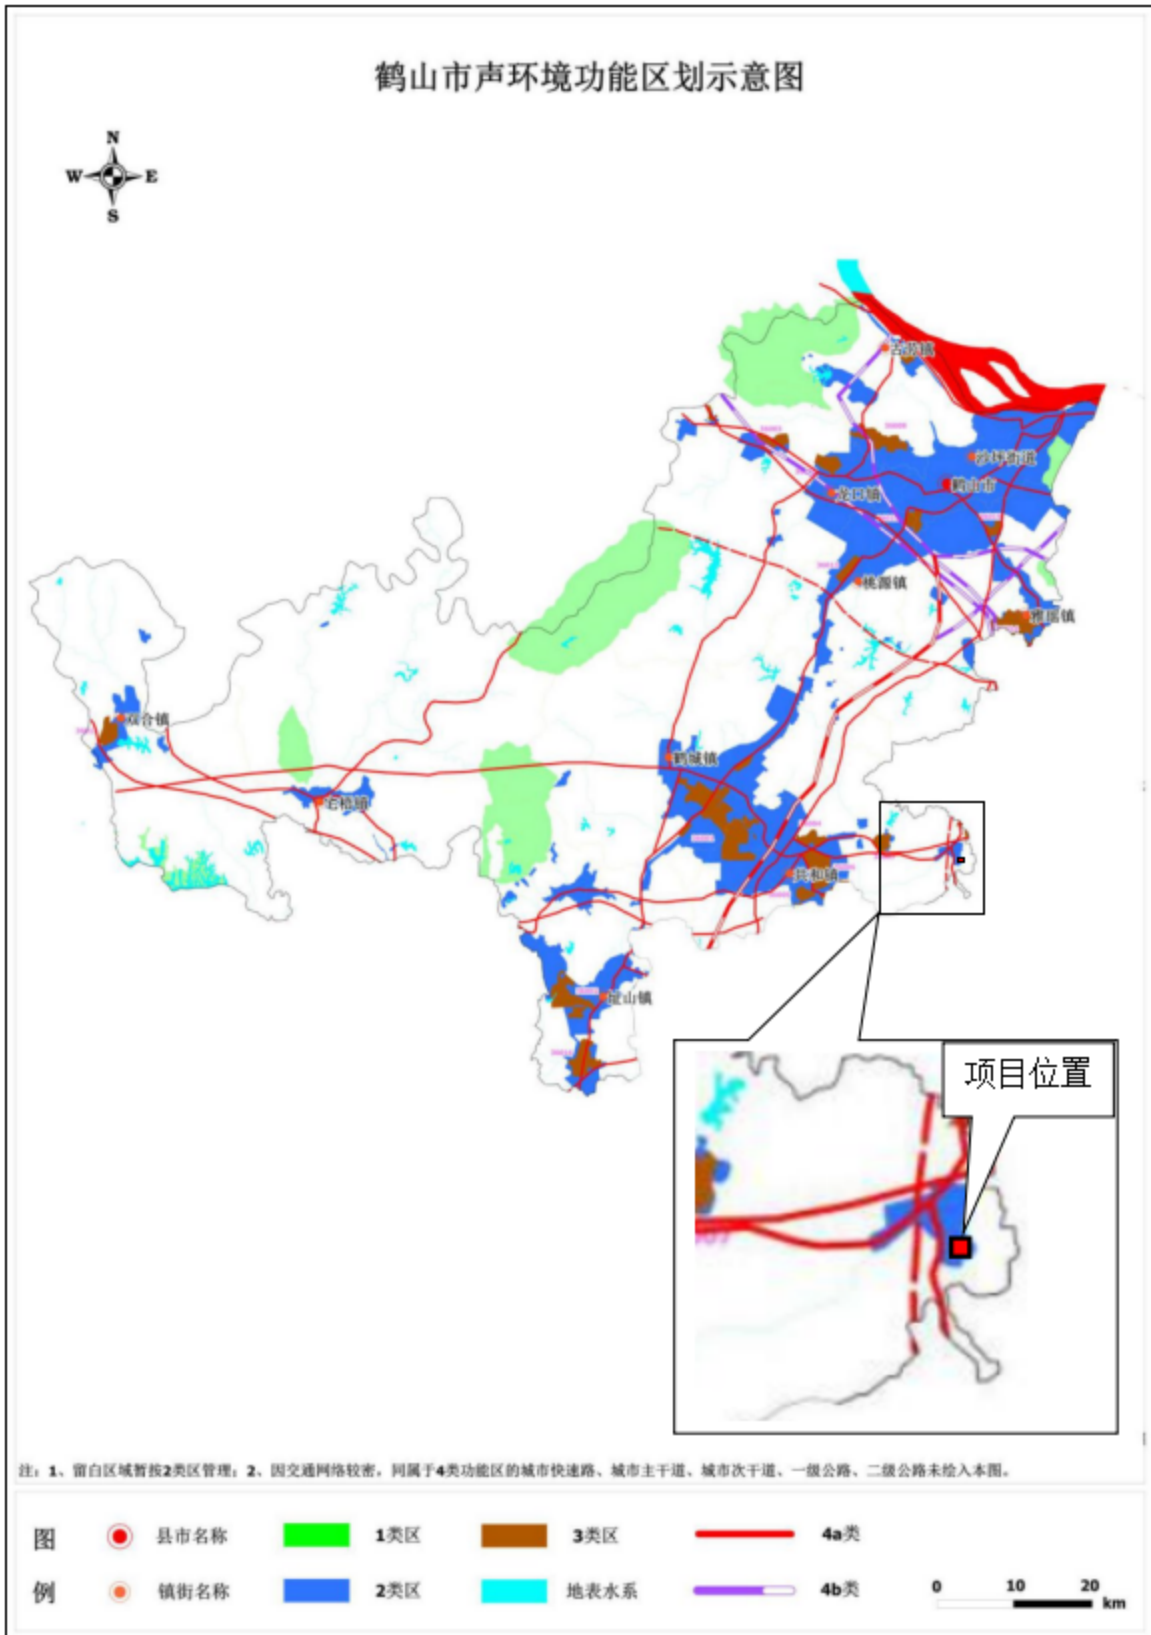 鹤山市声环境功能区划示意图
N
W E
S
古劳镇
沙坪街道
鹤山市
龙口镇
桃源镇
雅瑶镇
双合镇
鹤城镇
宅梧镇
共和镇
址山镇
项目位置
注：1、留白区域暂按2类区管理；2、因交通网络较密，同属于4类功能区的城市快速路、城市主干道、城市次干道、一级公路、二级公路未绘入本图。
图 县市名称 1类区 3类区 4a类
例 镇街名称 2类区 地表水系 4b类
0 10 20
km